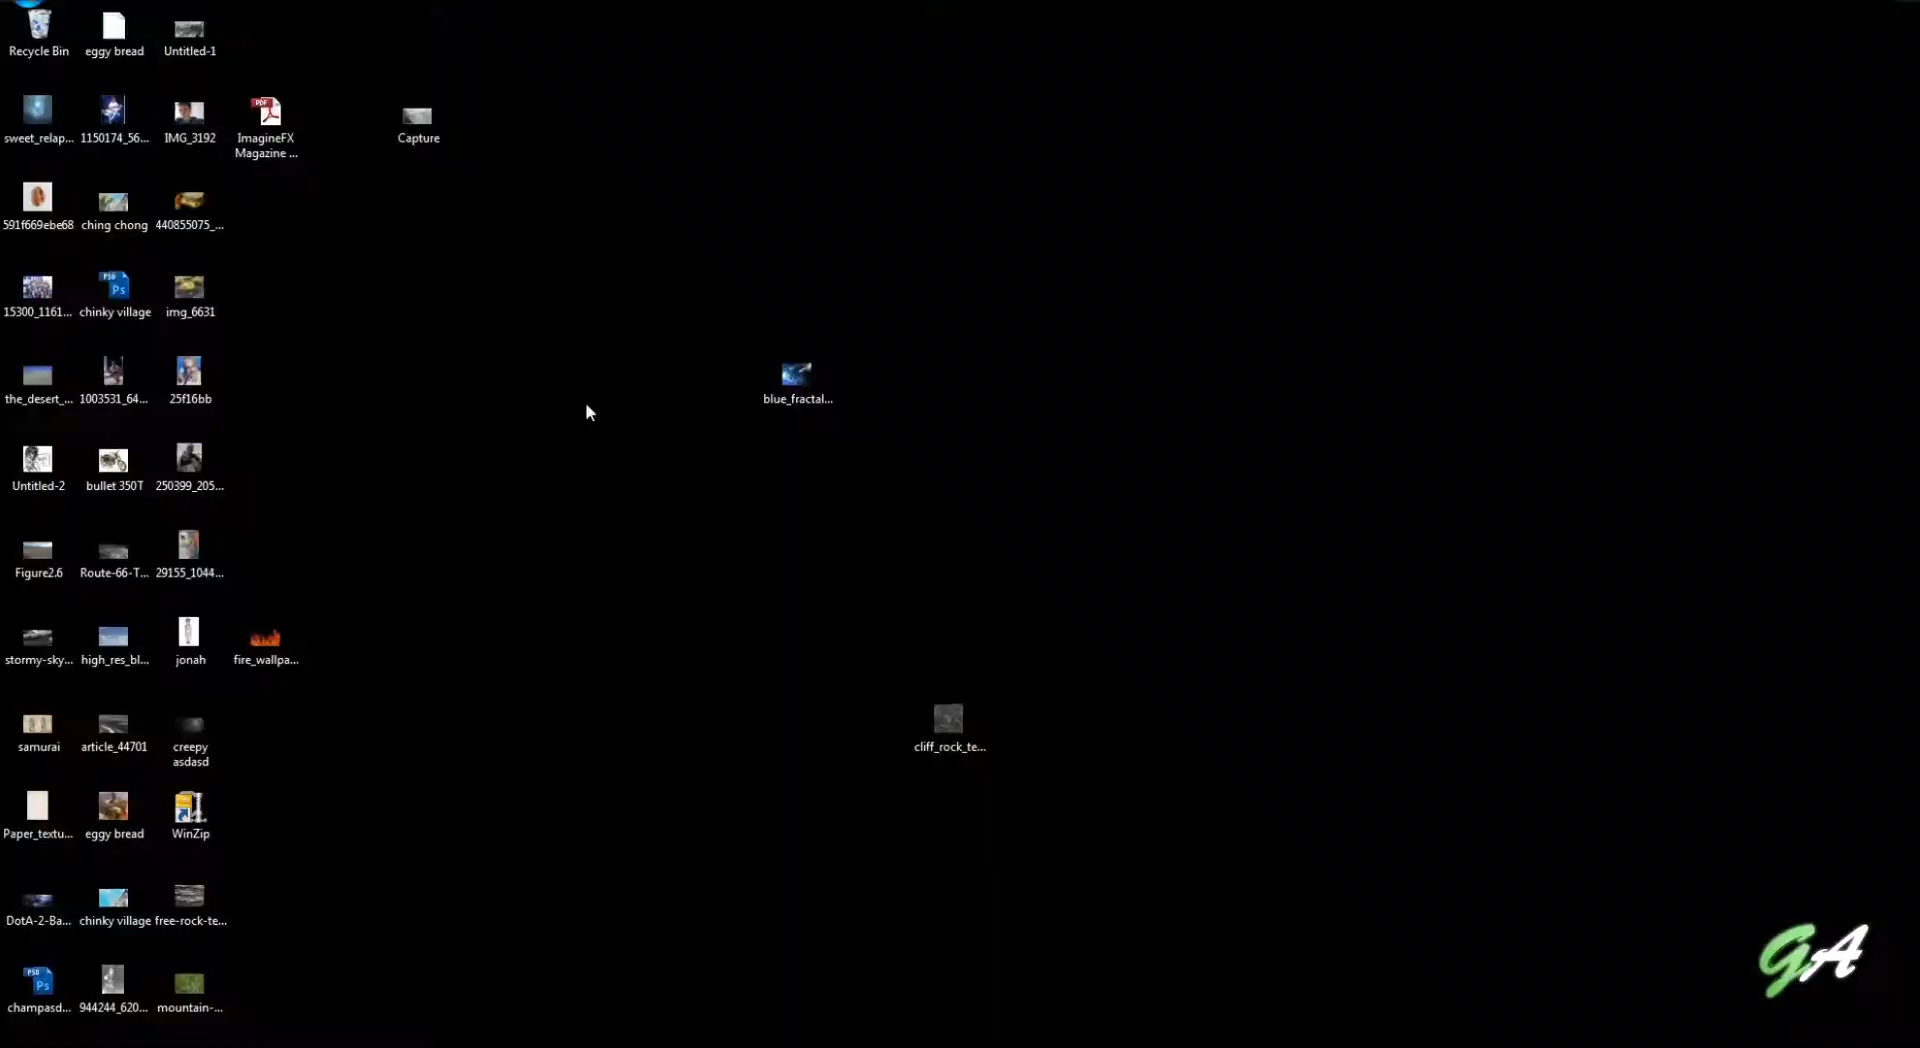 Recycle Bin
eggy bread
Untitled-1
sweet_relap...
1150174_56...
IMG_3192
ImagineFX
Magazine ...
Capture
591f669ebe68
ching chong
440855075_...
15300_1161...
chinky village
img_6631
the_desert_...
1003531_64...
25f16bb
blue_fractal...
Untitled-2
bullet 350T
250399_205...
Figure2.6
Route-66-T...
29155_1044...
stormy-sky...
high_res_bl...
jonah
fire_wallpa...
samurai
article_44701
creepy
asdasd
cliff_rock_te...
Paper_textu...
eggy bread
WinZip
DotA-2-Ba...
chinky village
free-rock-te...
champasd...
944244_620...
mountain-...
GA